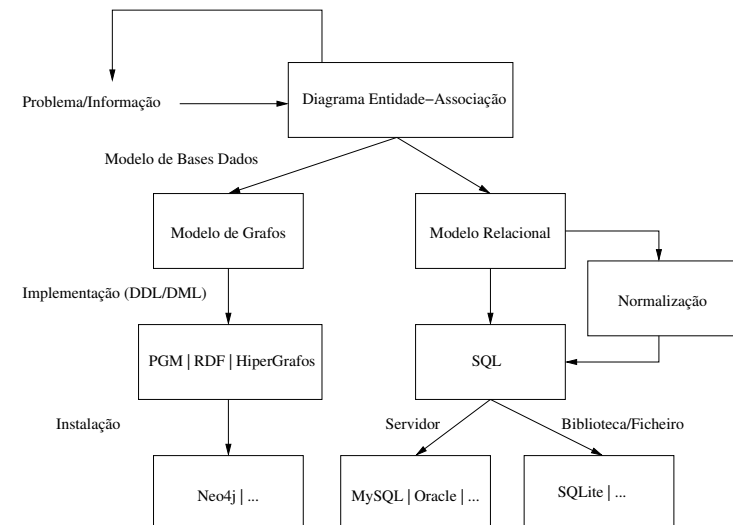 Problema/Informação
Diagrama Entidade−Associação
Modelo de Bases Dados
Modelo de Grafos
Modelo Relacional
Implementação (DDL/DML)
Normalização
PGM | RDF | HiperGrafos
SQL
Instalação
Servidor
Biblioteca/Ficheiro
Neo4j | ...
MySQL | Oracle | ...
SQLite | ...